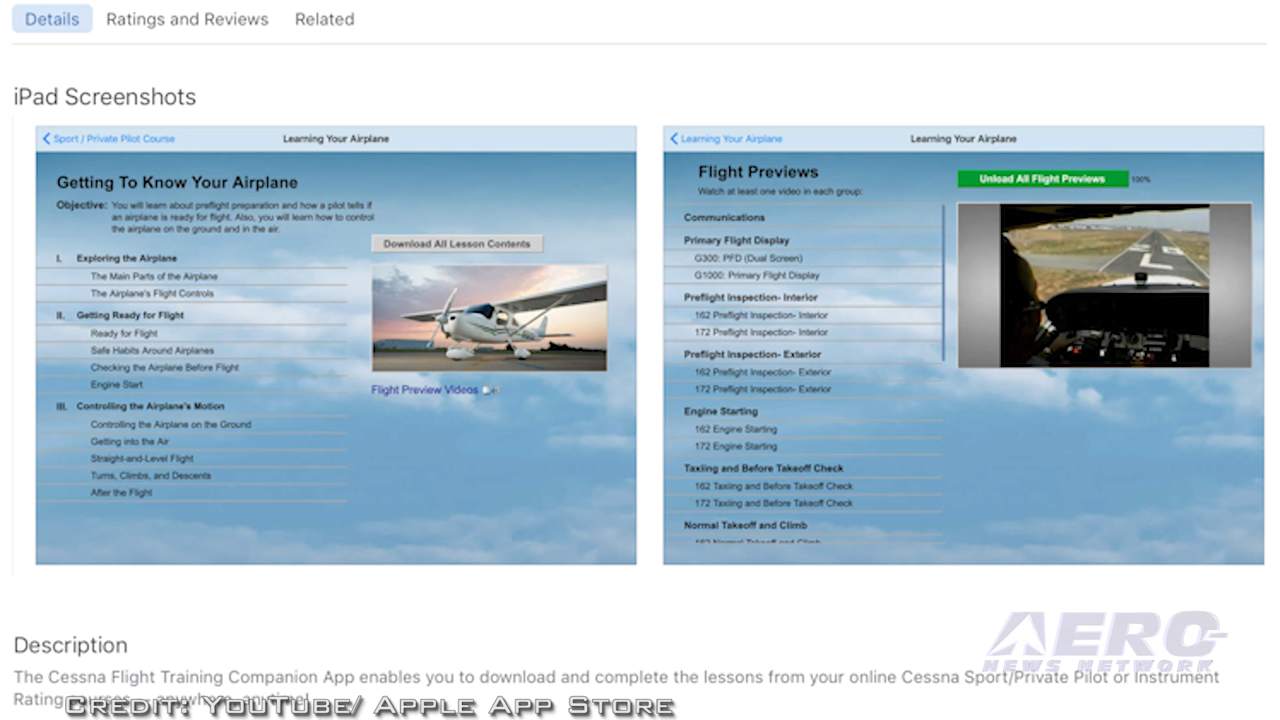 Details Ratings and Reviews Related
iPad Screenshots
Sport / Private Pilot Course Learning Your Airplane
Getting To Know Your Airplane
Objective: You will learn about preflight preparation and how a pilot tells if
an airplane is ready for flight. Also, you will learn how to control
the airplane on the ground and in the air.
Download All Lesson Contents
I. Exploring the Airplane
The Main Parts of the Airplane
The Airplane's Flight Controls
II. Getting Ready for Flight
Ready for Flight
Safe Habits Around Airplanes
Checking the Airplane Before Flight
Engine Start
III. Controlling the Airplane's Motion
Controlling the Airplane on the Ground
Getting into the Air
Straight-and-Level Flight
Turns, Climbs, and Descents
After the Flight
Flight Preview Videos
Learning Your Airplane Learning Your Airplane
Flight Previews
Watch at least one video in each group:
Unload All Flight Previews 100%
Communications
Primary Flight Display
G300: PFD (Dual Screen)
G1000: Primary Flight Display
Preflight Inspection- Interior
162 Preflight Inspection- Interior
172 Preflight Inspection- Interior
Preflight Inspection- Exterior
162 Preflight Inspection- Exterior
172 Preflight Inspection- Exterior
Engine Starting
162 Engine Starting
172 Engine Starting
Taxiing and Before Takeoff Check
162 Taxiing and Before Takeoff Check
172 Taxiing and Before Takeoff Check
Normal Takeoff and Climb
162 Normal Takeoff and Climb
Description
The Cessna Flight Training Companion App enables you to download and complete the lessons from your online Cessna Sport/Private Pilot or Instrument
Rating courses anywhere, anytime!
AERO-
NEWS NETWORK
Credit: YouTube/ Apple App Store